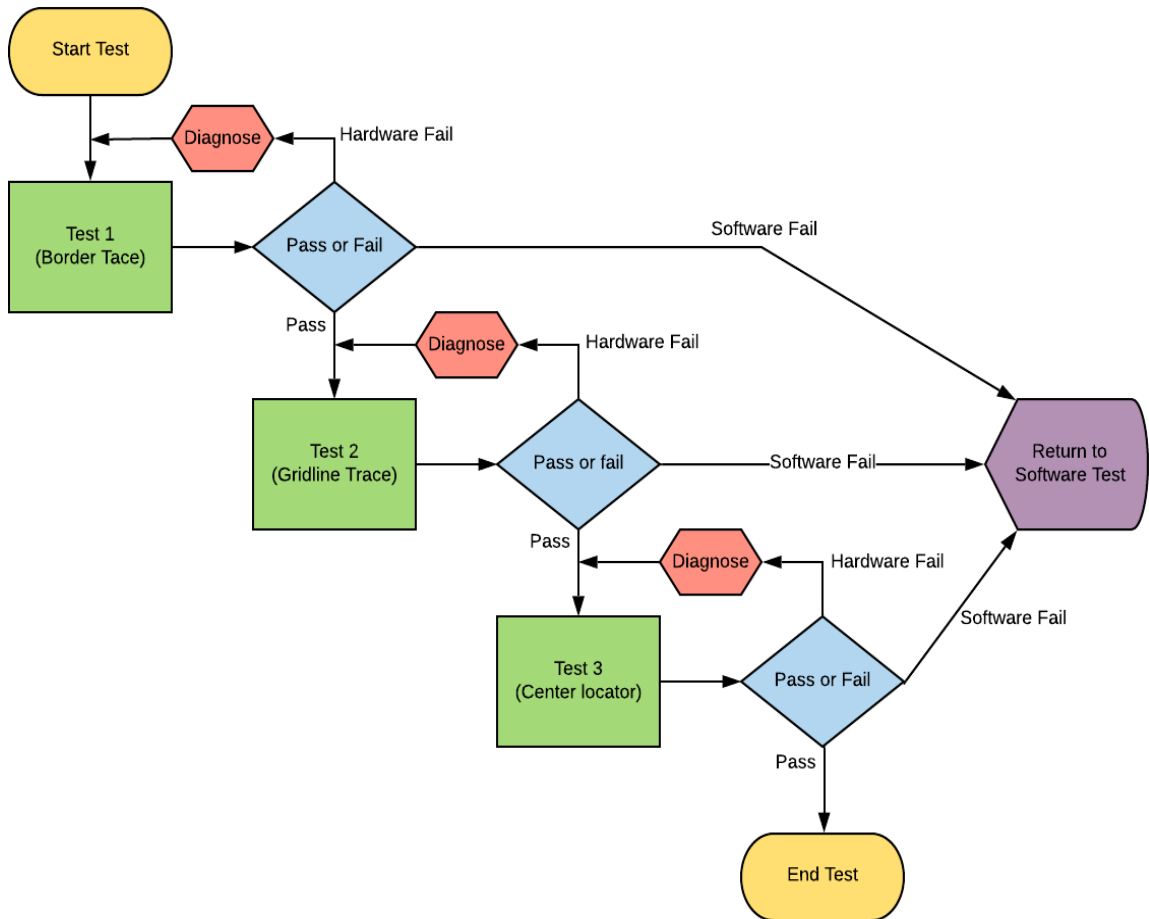 Start Test
Diagnose
Hardware Fail
Test 1
(Border Tace)
Pass or Fail
Software Fail
Pass
Diagnose
Hardware Fail
Test 2
(Gridline Trace)
Pass or fail
Software Fail
Return to
Software Test
Pass
Diagnose
Hardware Fail
Software Fail
Test 3
(Center locator)
Pass or Fail
Pass
End Test